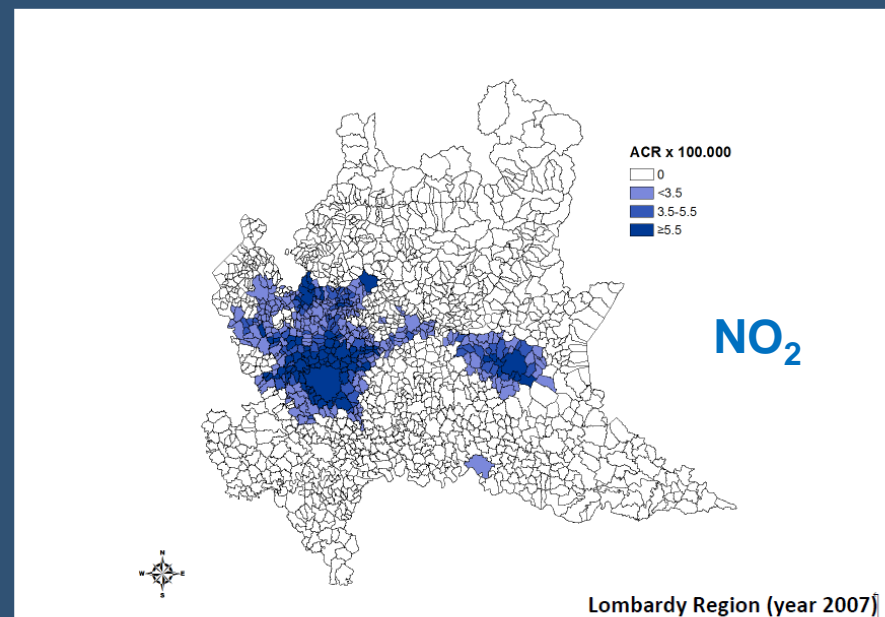 ACR x 100.000
0
<3.5
3.5-5.5
≥5.5
NO₂
N
W E
S
Lombardy Region (year 2007)